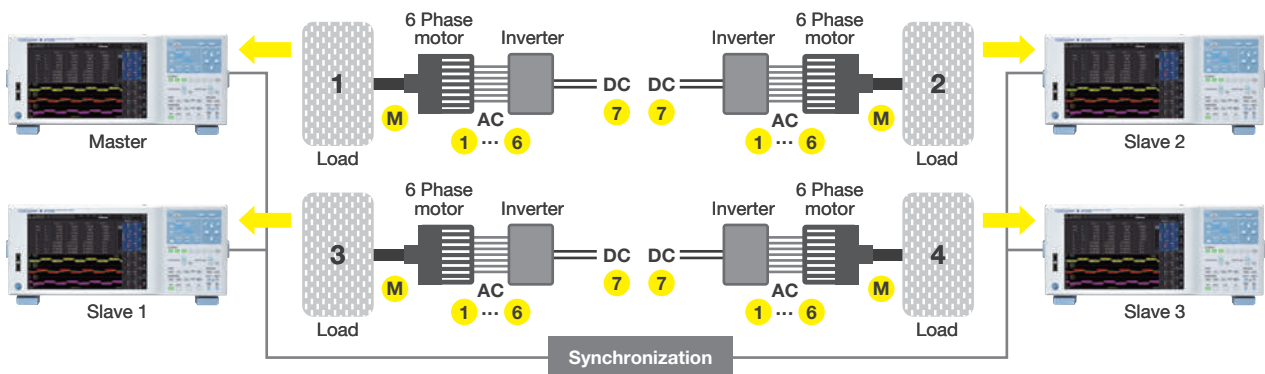 Master
1
Load
M
6 Phase
motor
AC
1 ... 6
Inverter
DC
7
DC
7
Inverter
AC
1 ... 6
6 Phase
motor
M
2
Load
Slave 2
Slave 1
3
Load
M
6 Phase
motor
AC
1 ... 6
Inverter
DC
7
DC
7
Inverter
AC
1 ... 6
6 Phase
motor
M
4
Load
Slave 3
Synchronization